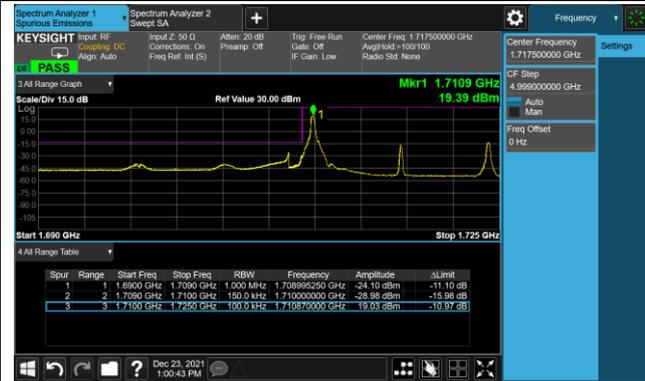 Spectrum Analyzer 1
Spurious Emissions
Spectrum Analyzer 2
Swept SA
+
Frequency
KEYSIGHT
Input: RF
Coupling: DC
Align: Auto
Input Z: 50 Ω
Corrections: On
Freq Ref: Int (S)
Atten: 20 dB
Preamp: Off
Trig: Free Run
Gate: Off
IF Gain: Low
Center Freq: 1.717500000 GHz
Avg|Hold:>100/100
Radio Std: None
LXI
PASS
Center Frequency
1.717500000 GHz
Settings
CF Step
4.999000000 GHz
Auto
Man
Freq Offset
0 Hz
3 All Range Graph
Mkr1 1.7109 GHz
19.39 dBm
Scale/Div 15.0 dB
Ref Value 30.00 dBm
Log
15.0
0.00
-15.0
-30.0
-45.0
-60.0
-75.0
-90.0
-105
1
Start 1.690 GHz
Stop 1.725 GHz
4 All Range Table
Spur Range Start Freq Stop Freq RBW Frequency Amplitude ΔLimit
1 1 1.6900 GHz 1.7090 GHz 1.000 MHz 1.708995250 GHz -24.10 dBm -11.10 dB
2 2 1.7090 GHz 1.7100 GHz 150.0 kHz 1.710000000 GHz -28.98 dBm -15.98 dB
3 3 1.7100 GHz 1.7250 GHz 100.0 kHz 1.710870000 GHz 19.03 dBm -10.97 dB
?
Dec 23, 2021
1:00:43 PM